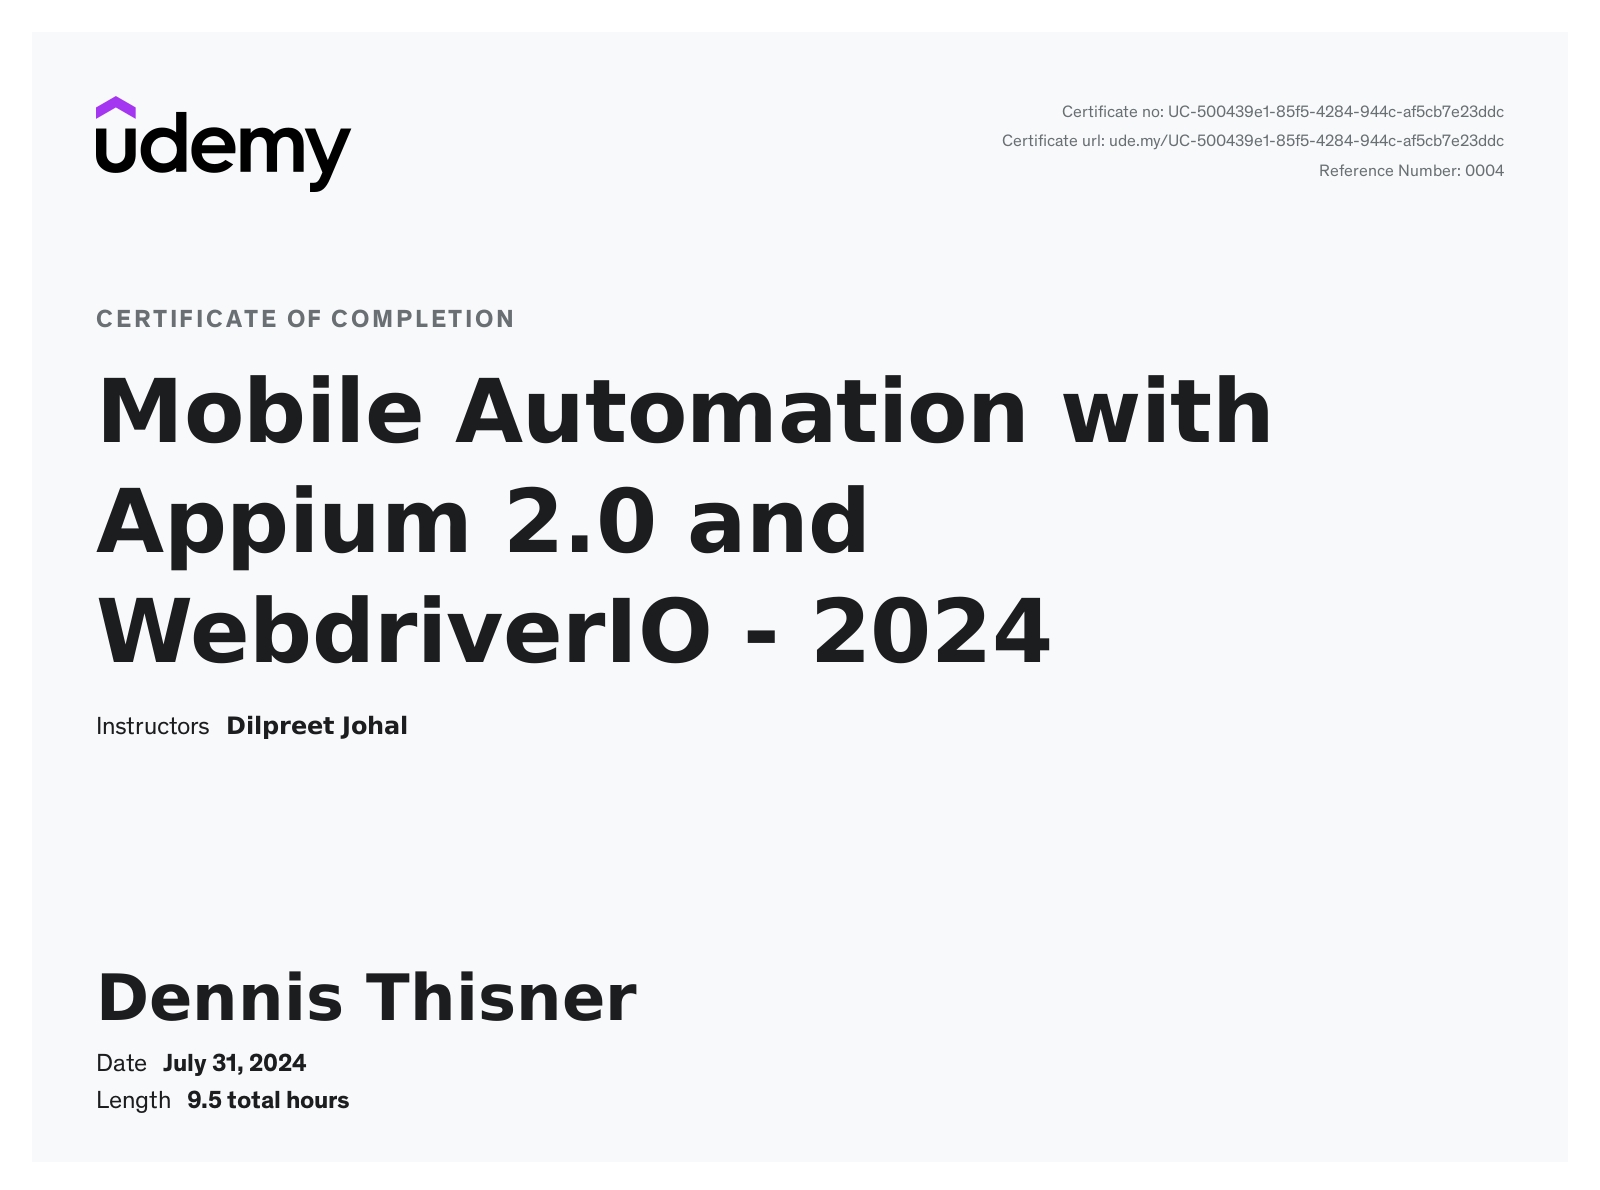 udemy
Certificate no: UC-500439e1-85f5-4284-944c-af5cb7e23ddc
Certificate url: ude.my/UC-500439e1-85f5-4284-944c-af5cb7e23ddc
Reference Number: 0004
CERTIFICATE OF COMPLETION
Mobile Automation with
Appium 2.0 and
WebdriverIO - 2024
Instructors Dilpreet Johal
Dennis Thisner
Date July 31, 2024
Length 9.5 total hours